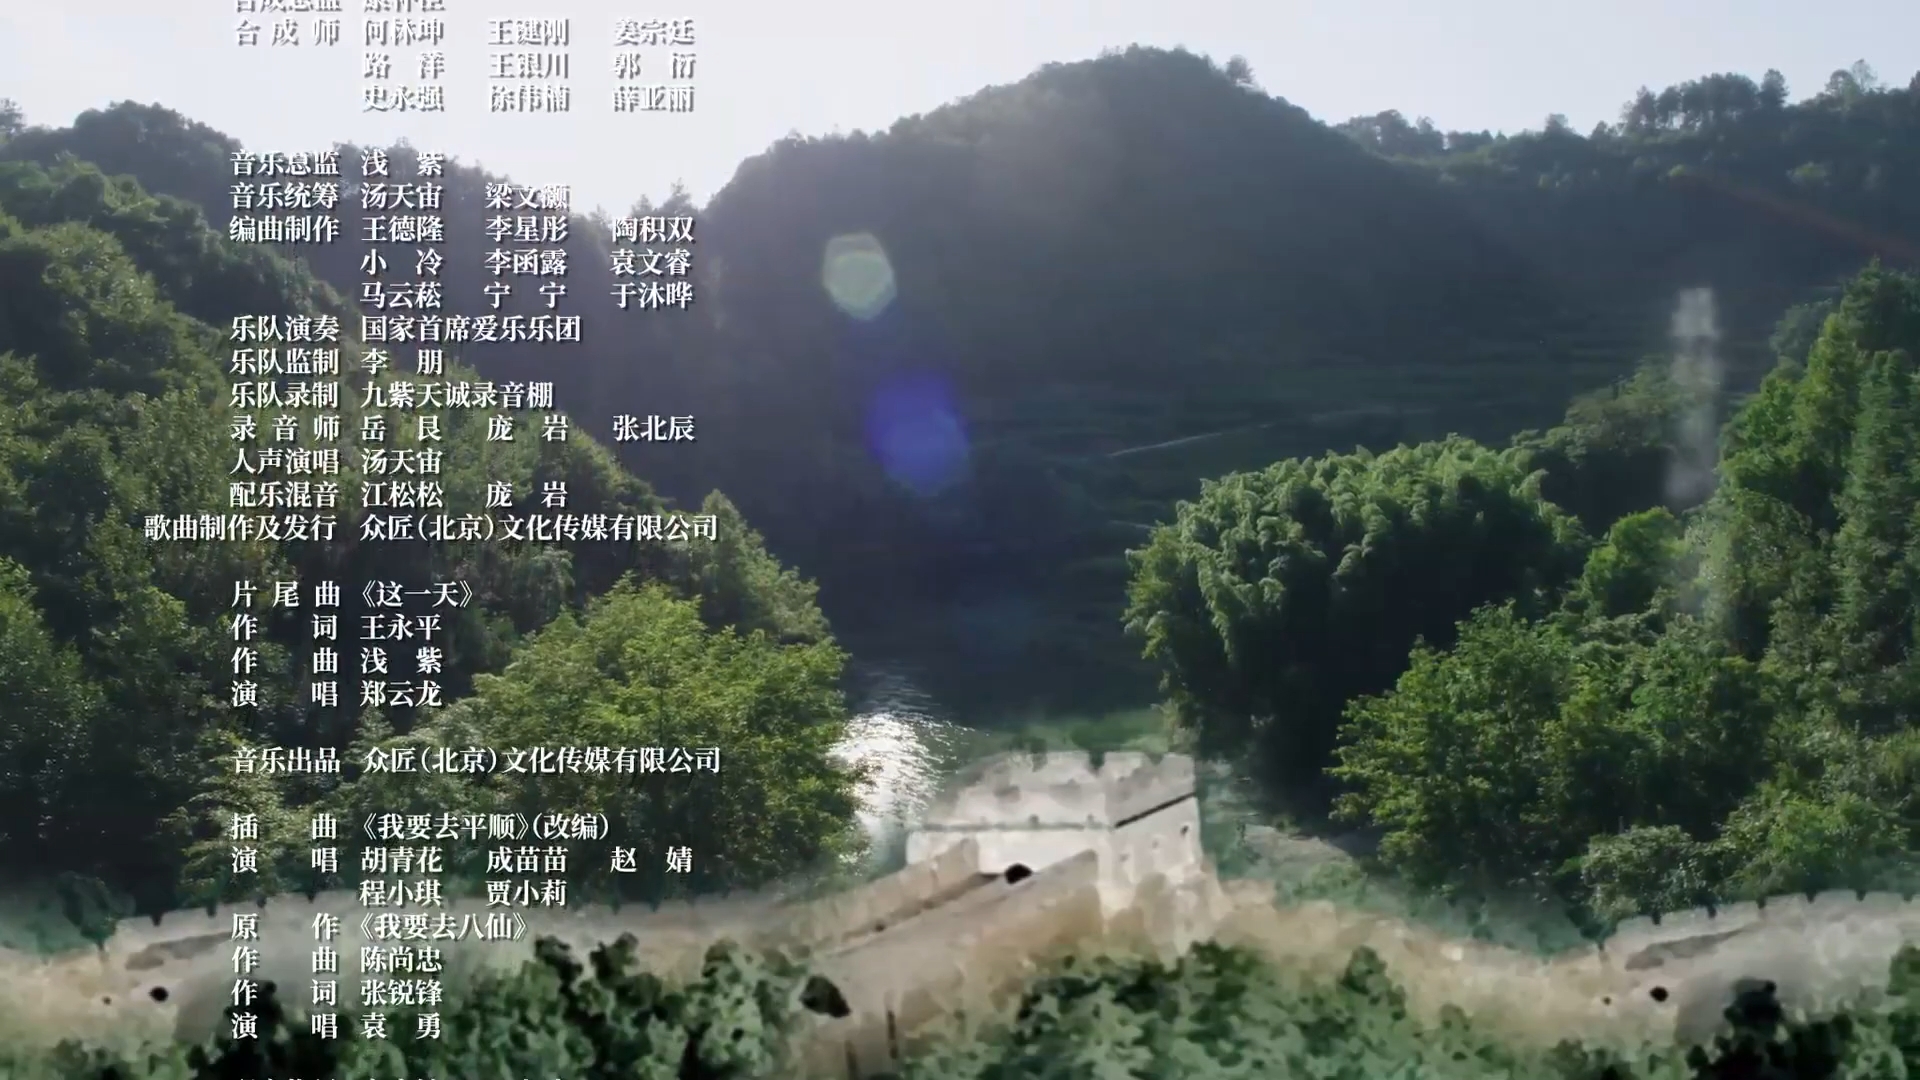 合成师 何林坤 王键刚 姜宗廷
路洋 王银川 郭衍
史永强 徐伟楠 薛亚丽
音乐总监 浅紫
音乐统筹 汤天宙 梁文灏
编曲制作 王德隆 李星彤 陶积双
小冷 李函露 袁文睿
马云菘 宁宁 于沐晔
乐队演奏 国家首席爱乐乐团
乐队监制 李朋
乐队录制 九紫天诚录音棚
录音师 岳艮 庞岩 张北辰
人声演唱 汤天宙
配乐混音 江松松 庞岩
歌曲制作及发行 众匠(北京)文化传媒有限公司
片尾曲 《这一天》
作词 王永平
作曲 浅紫
演唱 郑云龙
音乐出品 众匠(北京)文化传媒有限公司
插曲 《我要去平顺》(改编)
演唱 胡青花 成苗苗 赵婧
程小琪 贾小莉
原作 《我要去八仙》
作曲 陈尚忠
作词 张锐锋
演唱 袁勇